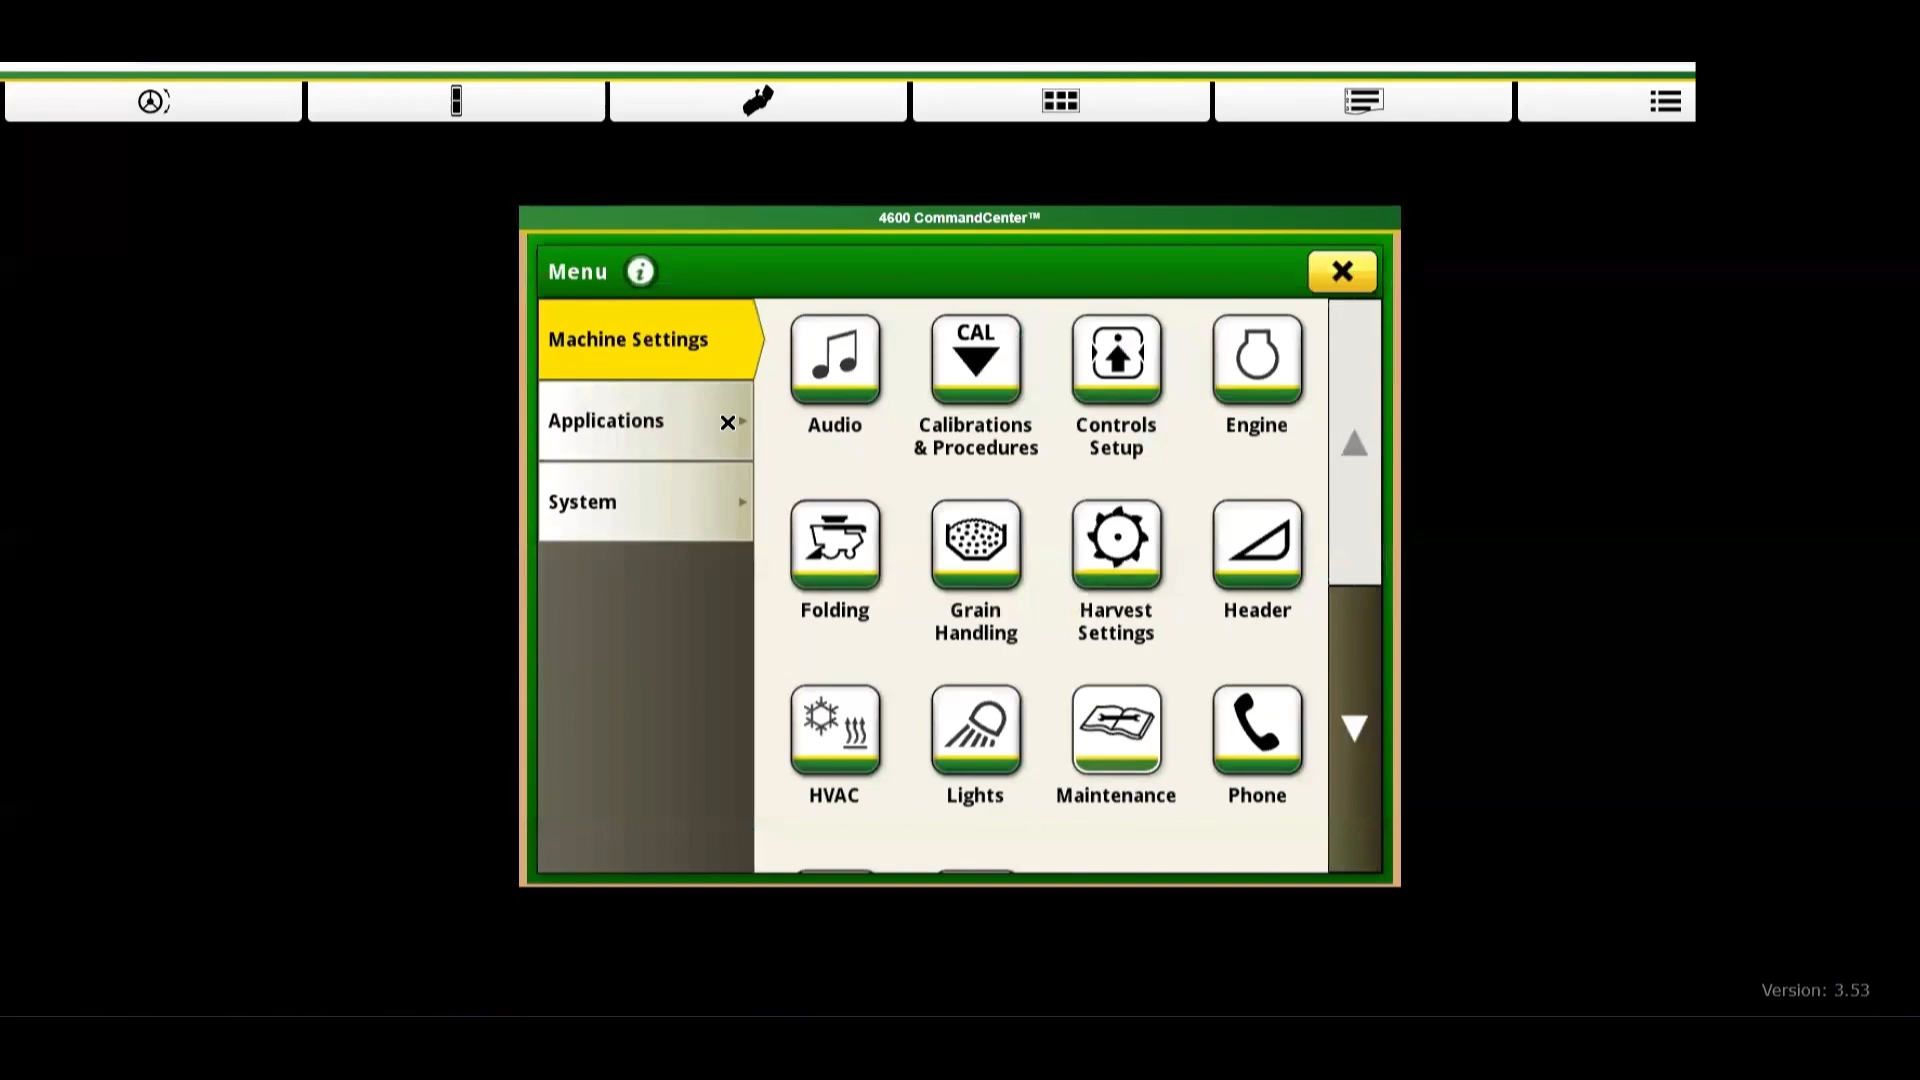 4600 CommandCenter™
Menu
Machine Settings
Applications
System
Audio
CAL
Calibrations
& Procedures
Controls
Setup
Engine
Folding
Grain
Handling
Harvest
Settings
Header
HVAC
Lights
Maintenance
Phone
Version: 3.53